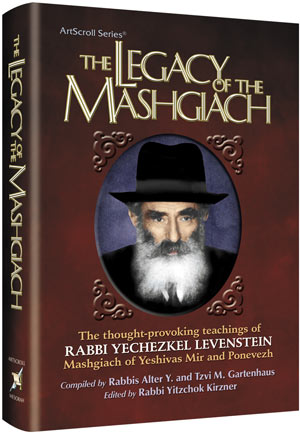 ArtScroll Series®
THE LEGACY
OF THE
MASHGIACH
The thought-provoking teachings of
RABBI YECHEZKEL LEVENSTEIN
Mashgiach of Yeshivas Mir and Ponevezh
Compiled by Rabbis Alter Y. and Tzvi M. Gartenhaus
Edited by Rabbi Yitzchok Kirzner
THE LEGACY OF THE MASHGIACH
ARTSCROLL
MESORAH